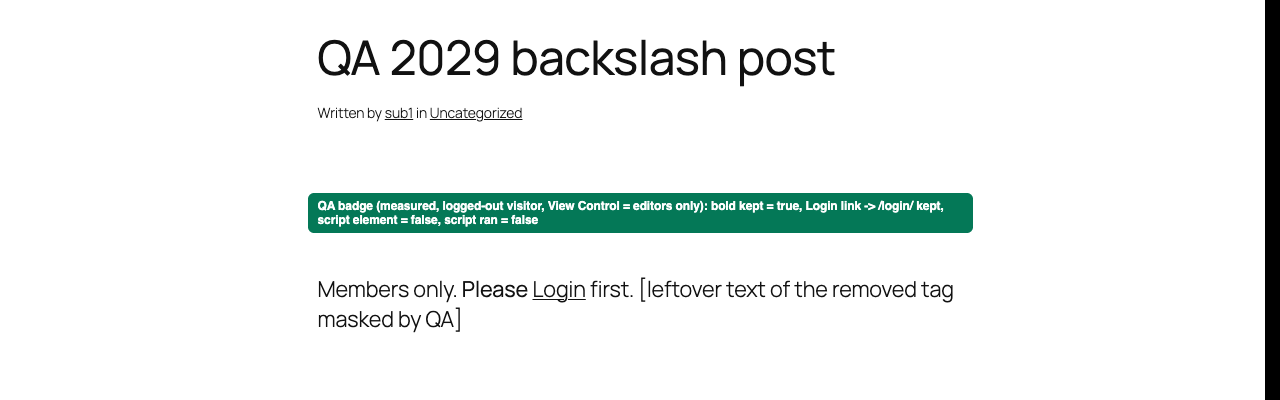 QA 2029 backslash post
Written by sub1 in Uncategorized
QA badge (measured, logged-out visitor, View Control = editors only): bold kept = true, Login link -> /login/ kept,
script element = false, script ran = false
Members only. Please Login first. [leftover text of the removed tag
masked by QA]